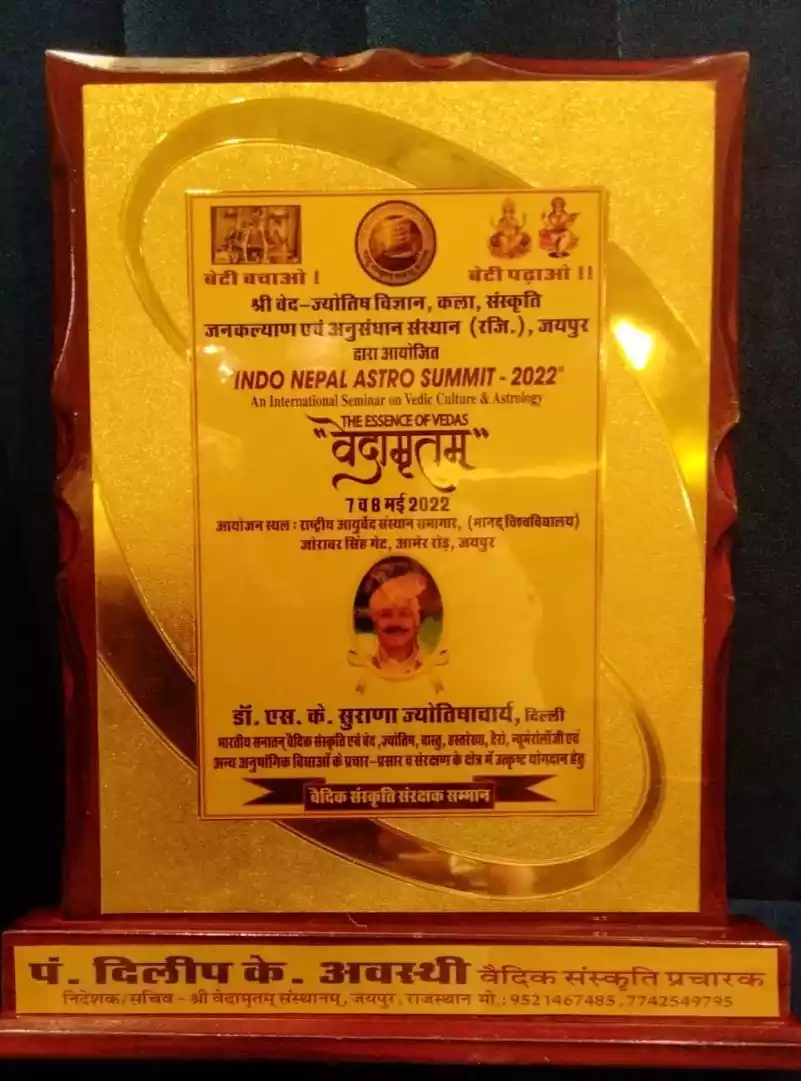 बेटी बचाओ !
बेटी पढ़ाओ !!
श्री वेद-ज्योतिष विज्ञान, कला, संस्कृति
जनकल्याण एवं अनुसंधान संस्थान (रजि.), जयपुर
द्वारा आयोजित
"INDO NEPAL ASTRO SUMMIT - 2022"
An International Seminar on Vedic Culture & Astrology
THE ESSENCE OF VEDAS
"वेदामृतम्"
7 व 8 मई 2022
आयोजन स्थल : राष्ट्रीय आयुर्वेद संस्थान सभागार, (मानद् विश्वविद्यालय)
जोरावर सिंह गेट, आमेर रोड़, जयपुर
डॉ. एस. के. सुराणा ज्योतिषाचार्य, दिल्ली
भारतीय सनातन् वैदिक संस्कृति एवं वेद, ज्योतिष, वास्तु, हस्तरेखा, टैरो, न्यूमेरोलॉजी एवं
अन्य अनुषांगिक विद्याओं के प्रचार-प्रसार व संरक्षण के क्षेत्र में उत्कृष्ट योगदान हेतु
वैदिक संस्कृति संरक्षक सम्मान
पं. दिलीप के. अवस्थी वैदिक संस्कृति प्रचारक
निदेशक/सचिव - श्री वेदामृतम् संस्थानम्, जयपुर, राजस्थान मो.: 9521467485, 7742549795